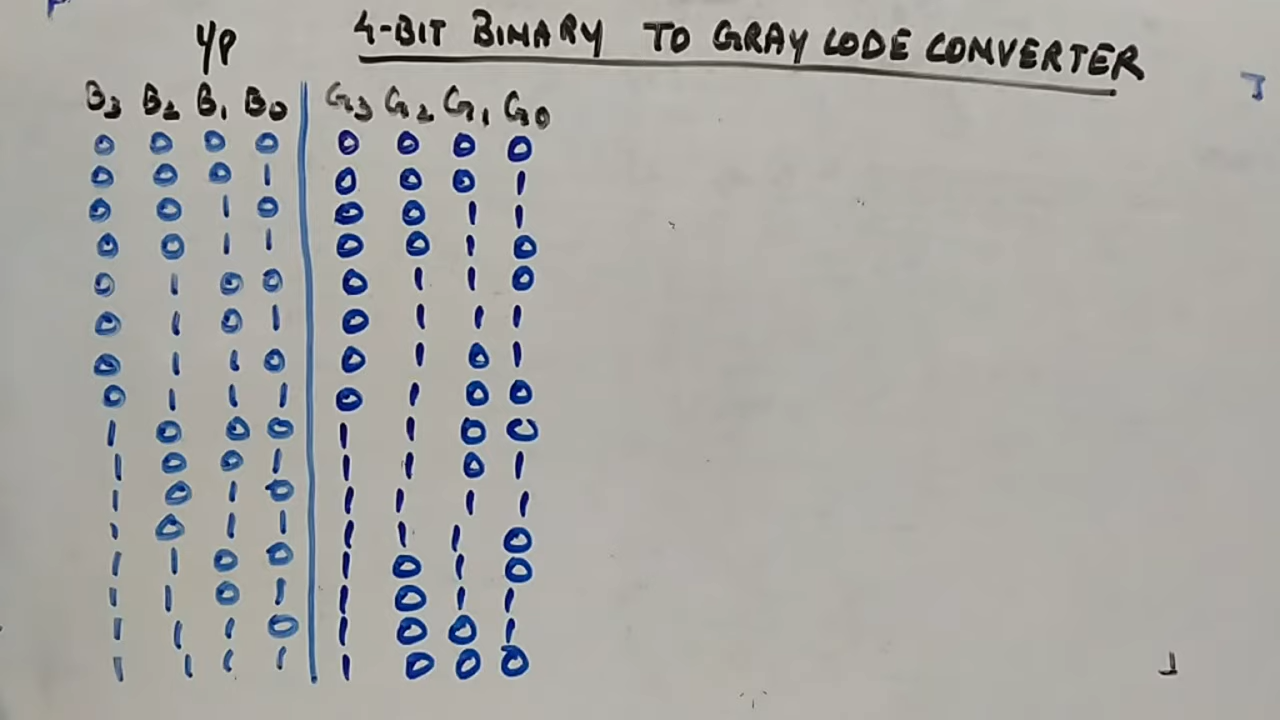 4-BIT BINARY TO GRAY CODE CONVERTER
I/P
B3 B2 B1 B0 G3 G2 G1 G0
0 0 0 0 0 0 0 0
0 0 0 1 0 0 0 1
0 0 1 0 0 0 1 1
0 0 1 1 0 0 1 0
0 1 0 0 0 1 1 0
0 1 0 1 0 1 1 1
0 1 1 0 0 1 0 1
0 1 1 1 0 1 0 0
1 0 0 0 1 1 0 0
1 0 0 1 1 1 0 1
1 0 1 0 1 1 1 1
1 0 1 1 1 1 1 0
1 1 0 0 1 0 1 0
1 1 0 1 1 0 1 1
1 1 1 0 1 0 0 1
1 1 1 1 1 0 0 0